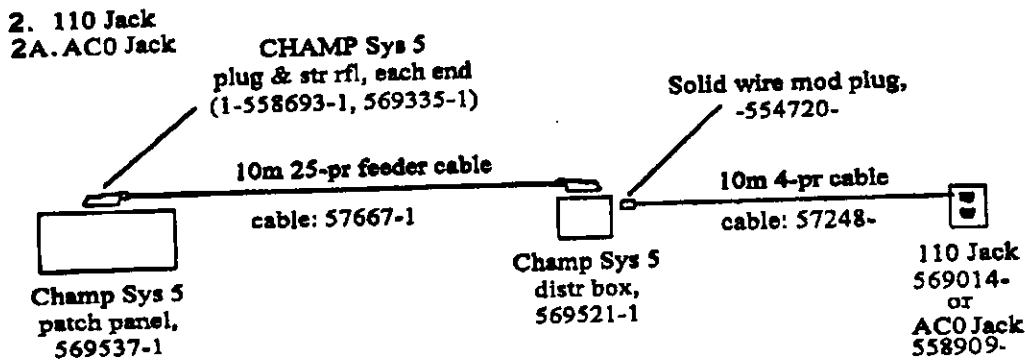 2. 110 Jack
2A. AC0 Jack
CHAMP Sys 5
plug & str rfl, each end
(1-558693-1, 569335-1)
Solid wire mod plug,
-554720-
10m 25-pr feeder cable
cable: 57667-1
10m 4-pr cable
cable: 57248-
Champ Sys 5
patch panel,
569537-1
Champ Sys 5
distr box,
569521-1
110 Jack
569014-
or
AC0 Jack
558909-